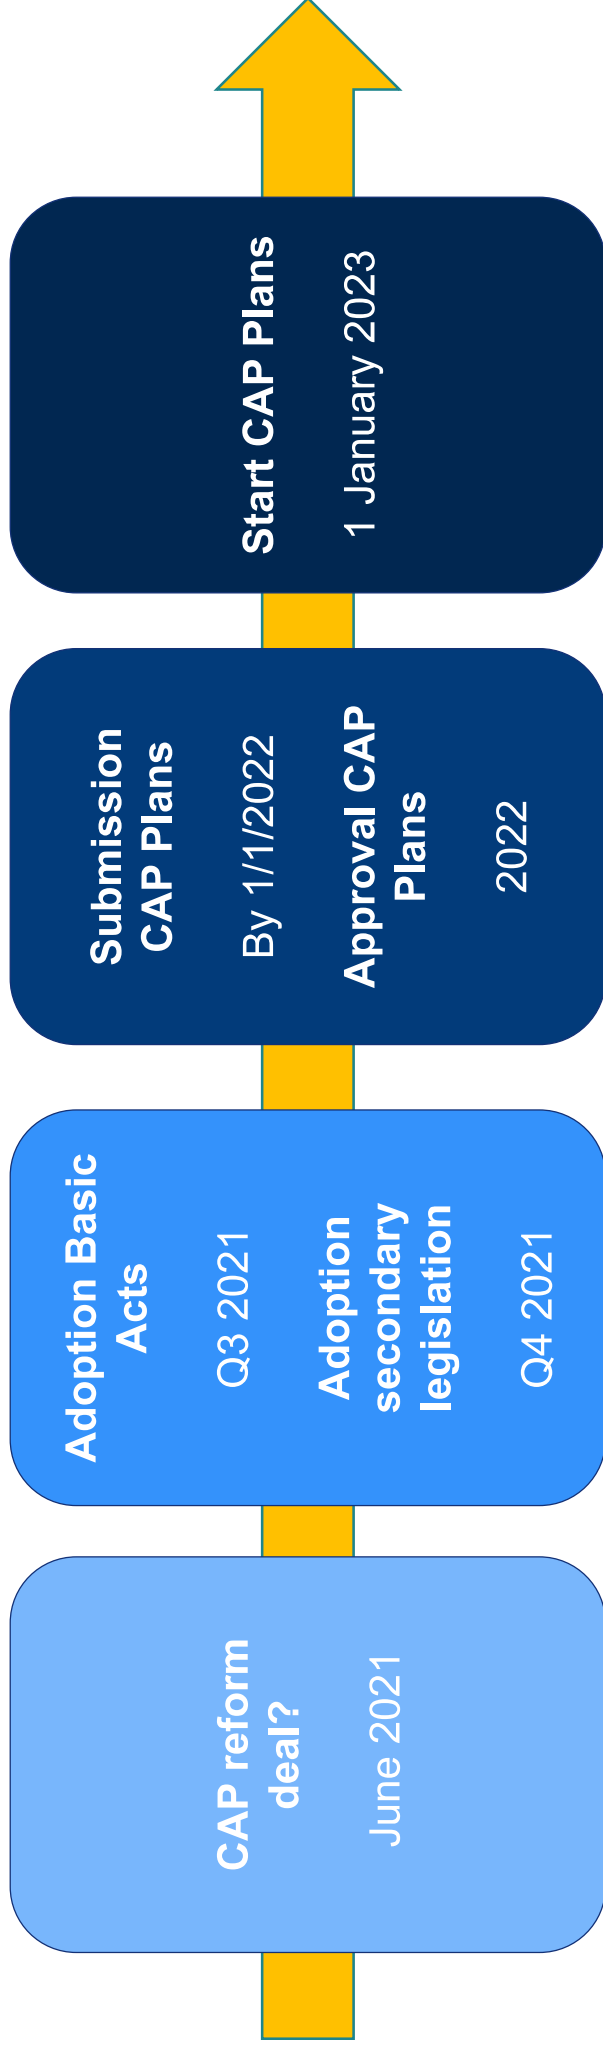 CAP reform
deal?
June 2021
Adoption Basic
Acts
Q3 2021
Adoption
secondary
legislation
Q4 2021
Submission
CAP Plans
By 1/1/2022
Approval CAP
Plans
2022
Start CAP Plans
1 January 2023